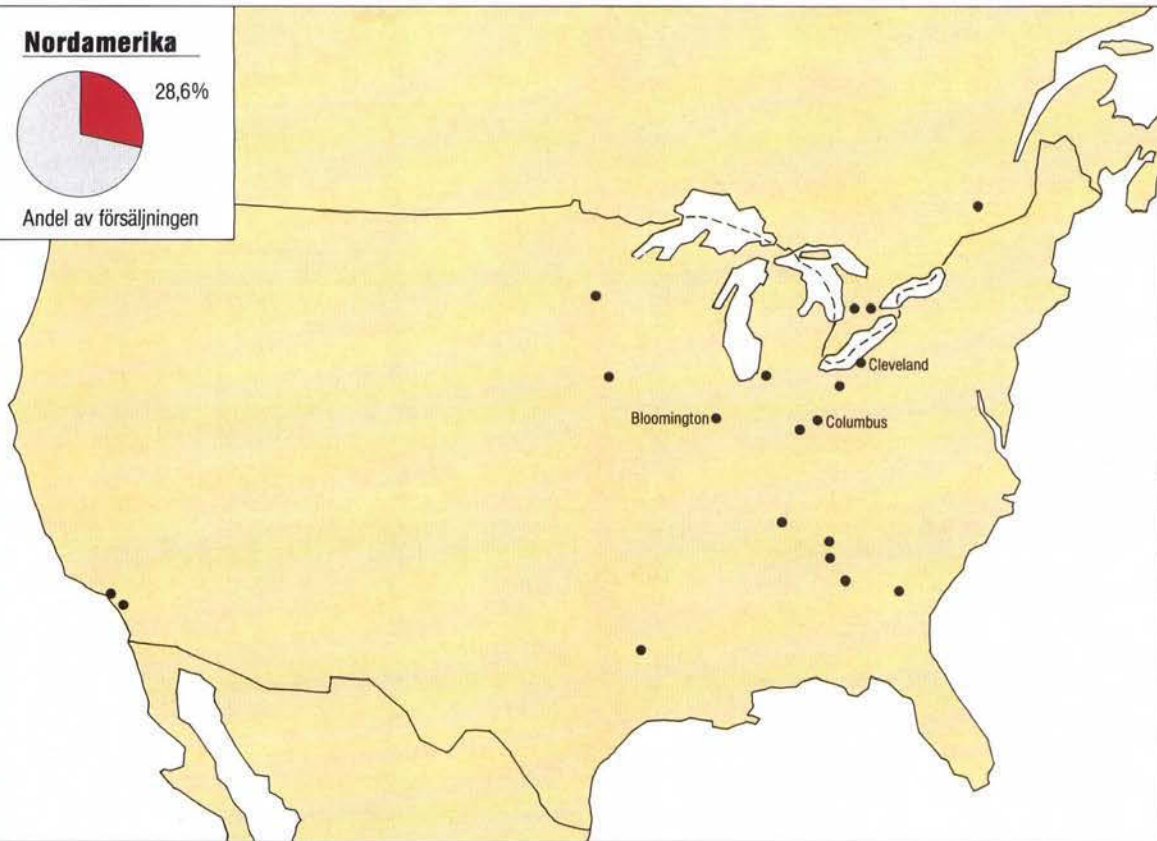 Nordamerika
28,6%
Andel av försäljningen
Cleveland
Bloomington
Columbus